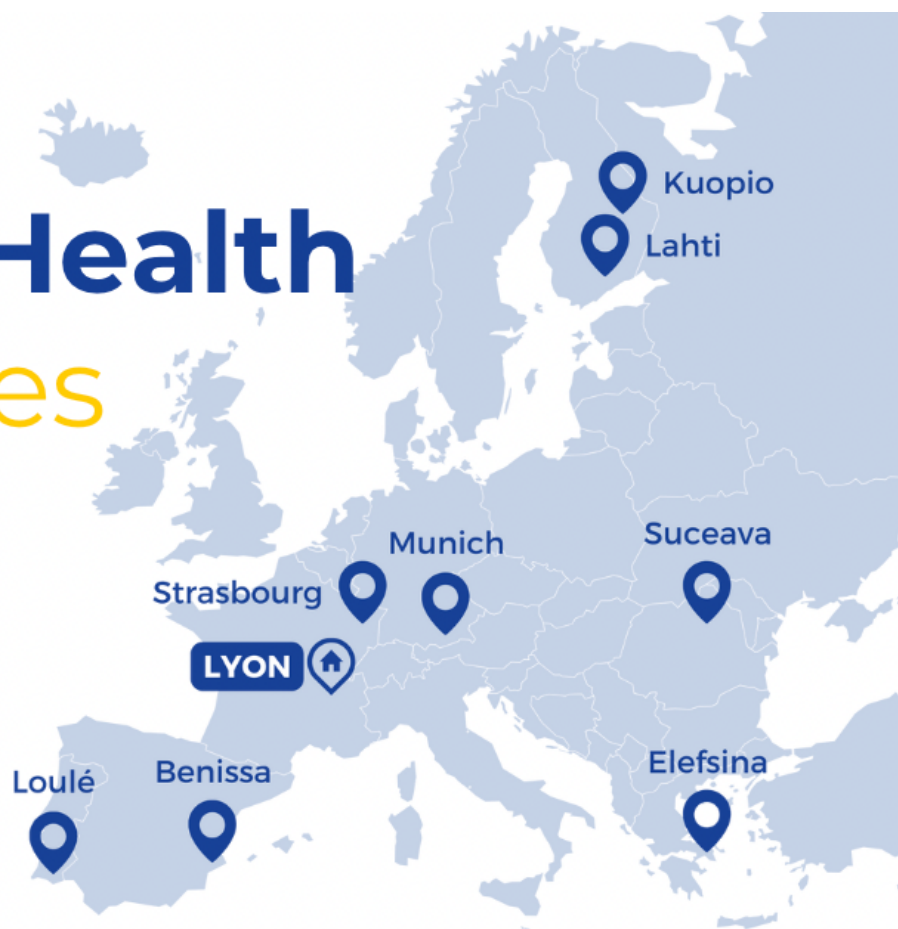 Kuopio
Health
Lahti
es
Munich
Suceava
Strasbourg
LYON
Loulé
Benissa
Elefsina